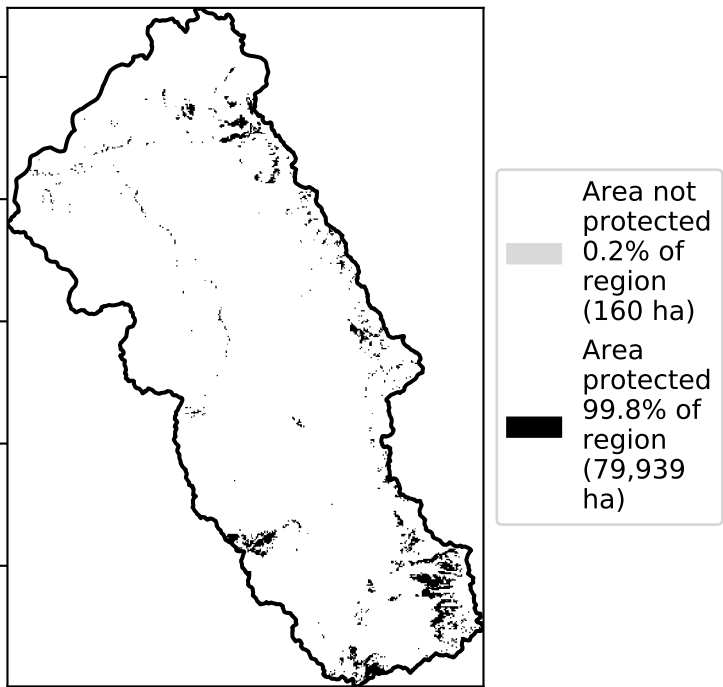 Area not
protected
0.2% of
region
(160 ha)
Area
protected
99.8% of
region
(79,939
ha)